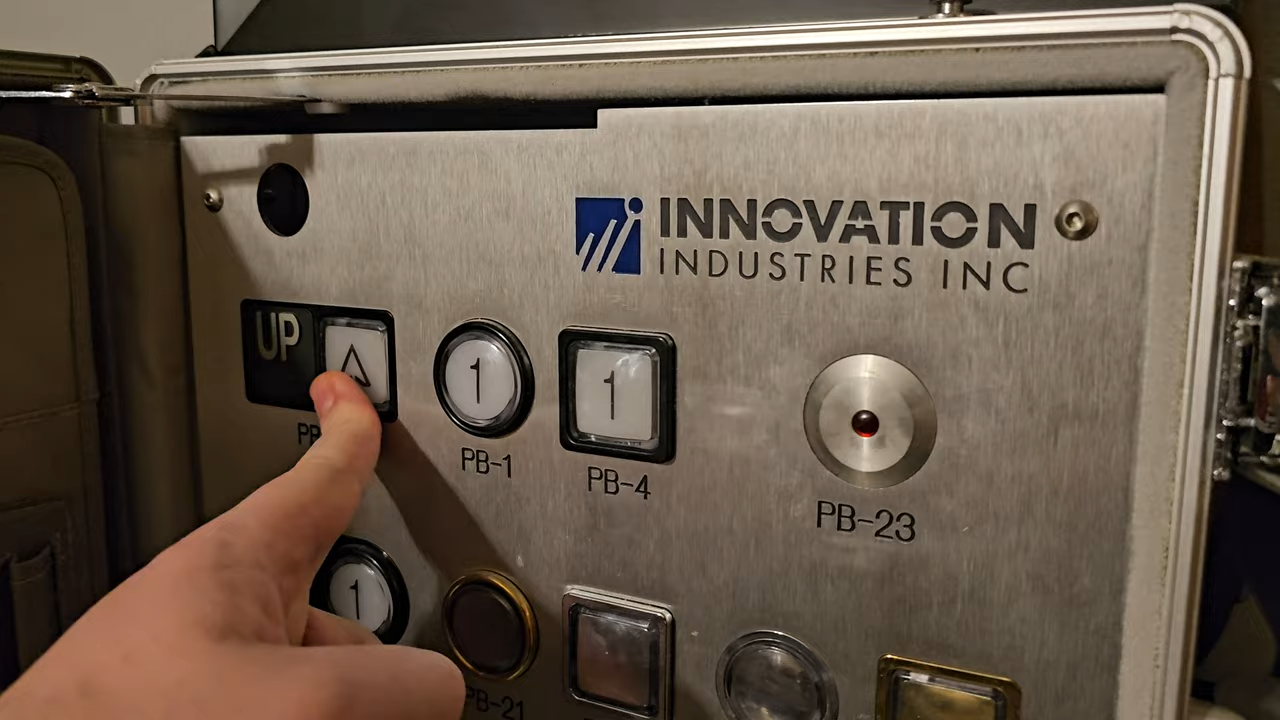 INNOVATION
INDUSTRIES INC
UP
1
1
PB-1
PB-4
PB-23
1
PB-21